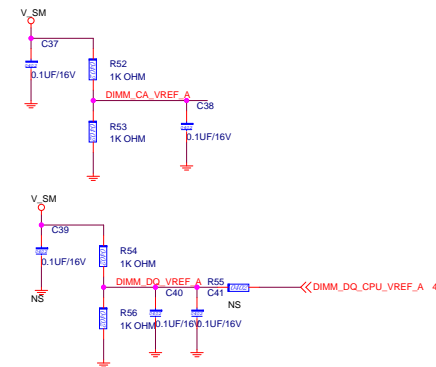 V_SM
C37
0.1UF/16V
R52
1K OHM
DIMM_CA_VREF_A
C38
R53
1K OHM
0.1UF/16V
V_SM
C39
0.1UF/16V
NS
R54
1K OHM
DIMM_DQ_VREF_A
R55
C40
C41
DIMM_DQ_CPU_VREF_A 4
NS
R56
1K OHM
0.1UF/16V
0.1UF/16V